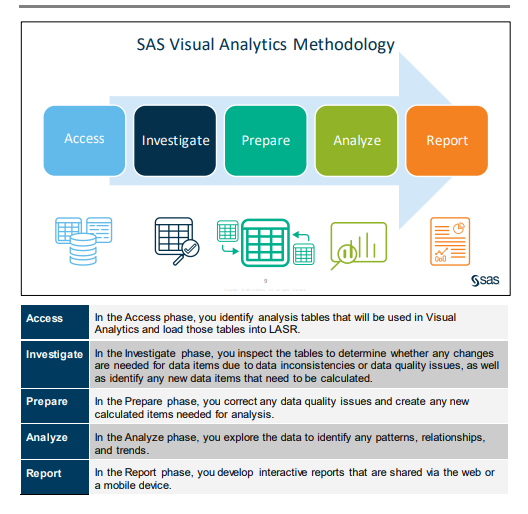 SAS Visual Analytics Methodology
Access
Investigate
Prepare
Analyze
Report
sas
Access
In the Access phase, you identify analysis tables that will be used in Visual
Analytics and load those tables into LASR.
Investigate
In the Investigate phase, you inspect the tables to determine whether any changes
are needed for data items due to data inconsistencies or data quality issues, as well
as identify any new data items that need to be calculated.
Prepare
In the Prepare phase, you correct any data quality issues and create any new
calculated items needed for analysis.
Analyze
In the Analyze phase, you explore the data to identify any patterns, relationships,
and trends.
Report
In the Report phase, you develop interactive reports that are shared via the web or
a mobile device.